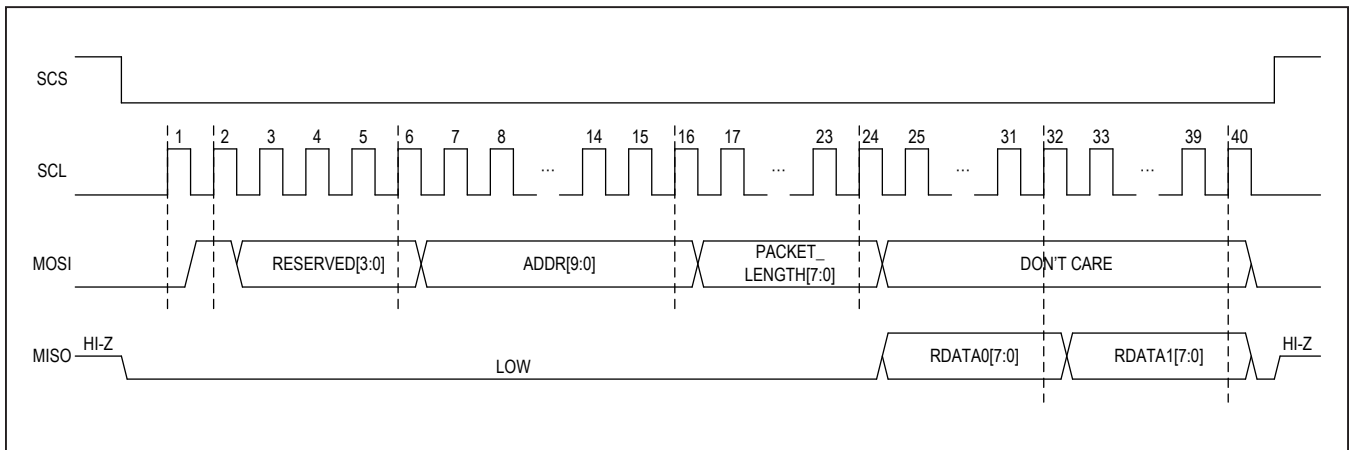 SCS
1 2 3 4 5 6 7 8 14 15 16 17 23 24 25 31 32 33 39 40
SCL ... ... ... ...
MOSI RESERVED[3:0] ADDR[9:0] PACKET_ DON'T CARE
LENGTH[7:0]
HI-Z HI-Z
MISO RDATA0[7:0] RDATA1[7:0]
LOW